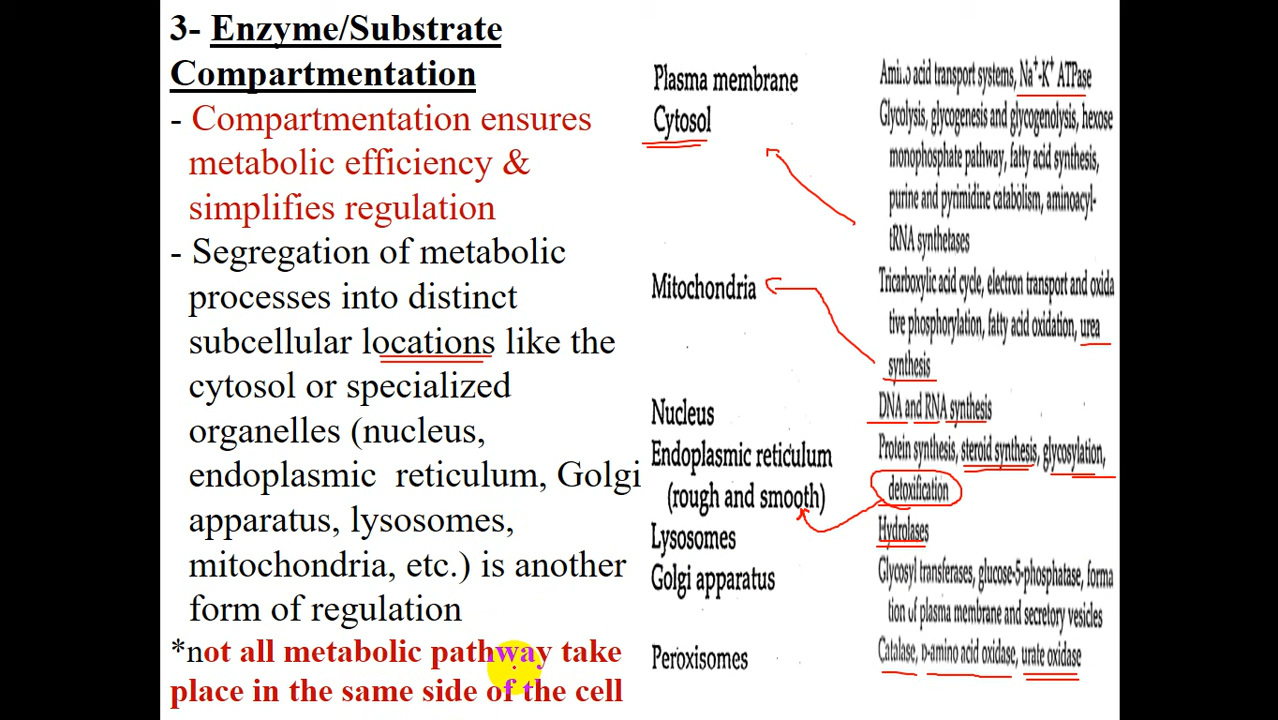 3- Enzyme/Substrate
Compartmentation
- Compartmentation ensures
metabolic efficiency &
simplifies regulation
- Segregation of metabolic
processes into distinct
subcellular locations like the
cytosol or specialized
organelles (nucleus,
endoplasmic reticulum, Golgi
apparatus, lysosomes,
mitochondria, etc.) is another
form of regulation
*not all metabolic pathway take
place in the same side of the cell
Plasma membrane
Amino acid transport systems, Na⁺-K⁺ ATPase
Cytosol
Glycolysis, glycogenesis and glycogenolysis, hexose
monophosphate pathway, fatty acid synthesis,
purine and pyrimidine catabolism, aminoacyl-
tRNA synthetases
Mitochondria
Tricarboxylic acid cycle, electron transport and oxida
tive phosphorylation, fatty acid oxidation, urea
synthesis
Nucleus
DNA and RNA synthesis
Endoplasmic reticulum
Protein synthesis, steroid synthesis, glycosylation,
(rough and smooth)
detoxification
Lysosomes
Hydrolases
Golgi apparatus
Glycosyl transferases, glucose-5-phosphatase, forma
tion of plasma membrane and secretory vesicles
Peroxisomes
Catalase, D-amino acid oxidase, urate oxidase